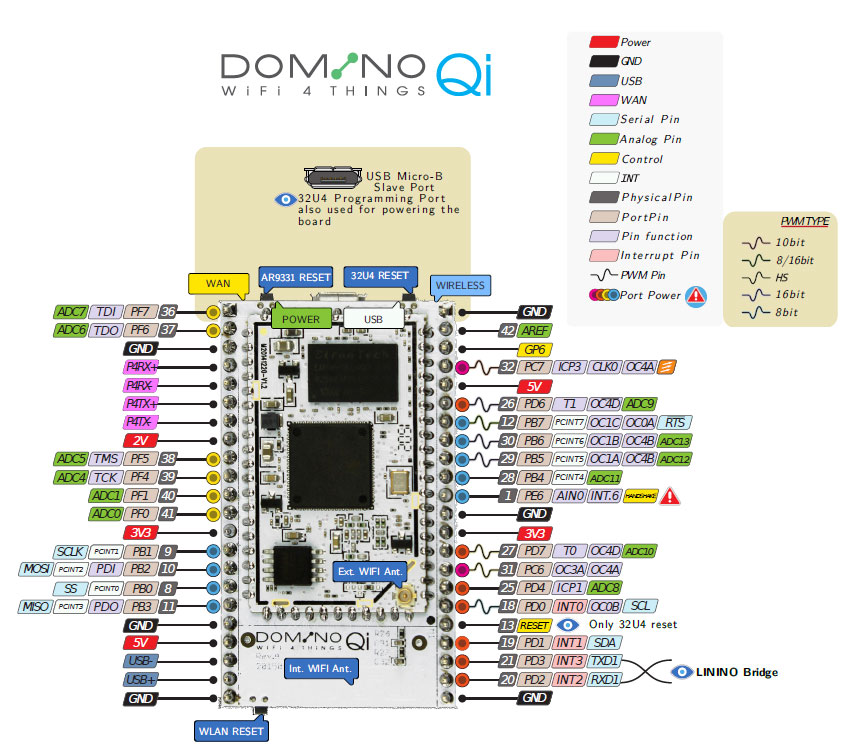 DOMINO Qi
WiFi 4 THINGS
Power
GND
USB
WAN
Serial Pin
Analog Pin
Control
INT
Physical Pin
Port Pin
Pin function
Interrupt Pin
PWM Pin
Port Power
PWM TYPE
10bit
8/16bit
HS
16bit
8bit
USB Micro-B
Slave Port
32U4 Programming Port
also used for powering the
board
WAN
AR9331 RESET
32U4 RESET
WIRELESS
POWER
USB
ADC7 TDI PF7 36
ADC6 TDO PF6 37
GND
P4RX+
P4RX-
P4TX+
P4TX-
2V
ADC5 TMS PF5 38
ADC4 TCK PF4 39
ADC1 PF1 40
ADC0 PF0 41
3V3
SCLK PCINT1 PB1 9
MOSI PCINT2 PDI PB2 10
SS PCINT0 PB0 8
MISO PCINT3 PDO PB3 11
GND
5V
USB-
USB+
GND
GND
42 AREF
GP6
32 PC7 ICP3 CLK0 OC4A
5V
26 PD6 T1 OC4D ADC9
12 PB7 PCINT7 OC1C OC0A RTS
30 PB6 PCINT6 OC1B OC4B ADC13
29 PB5 PCINT5 OC1A OC4B ADC12
28 PB4 PCINT4 ADC11
1 PE6 AIN0 INT.6 HANDSHAKE
GND
3V3
27 PD7 T0 OC4D ADC10
31 PC6 OC3A OC4A
25 PD4 ICP1 ADC8
18 PD0 INT0 OC0B SCL
13 RESET Only 32U4 reset
19 PD1 INT1 SDA
21 PD3 INT3 TXD1
20 PD2 INT2 RXD1
LININO Bridge
GND
Ext. WIFI Ant.
DOMINO Qi
WIFI 4 THINGS
Int. WIFI Ant.
WLAN RESET